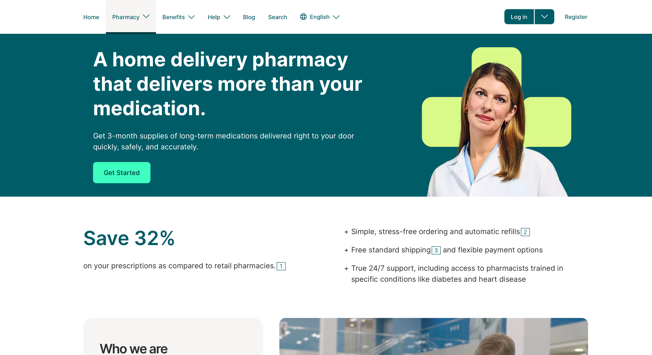 Home
Pharmacy
Benefits
Help
Blog
Search
English
Log in
Register
A home delivery pharmacy
that delivers more than your
medication.
Get 3-month supplies of long-term medications delivered right to your door
quickly, safely, and accurately.
Get Started
Save 32%
on your prescriptions as compared to retail pharmacies. 1
+ Simple, stress-free ordering and automatic refills 2
+ Free standard shipping 3 and flexible payment options
+ True 24/7 support, including access to pharmacists trained in
specific conditions like diabetes and heart disease
Who we are